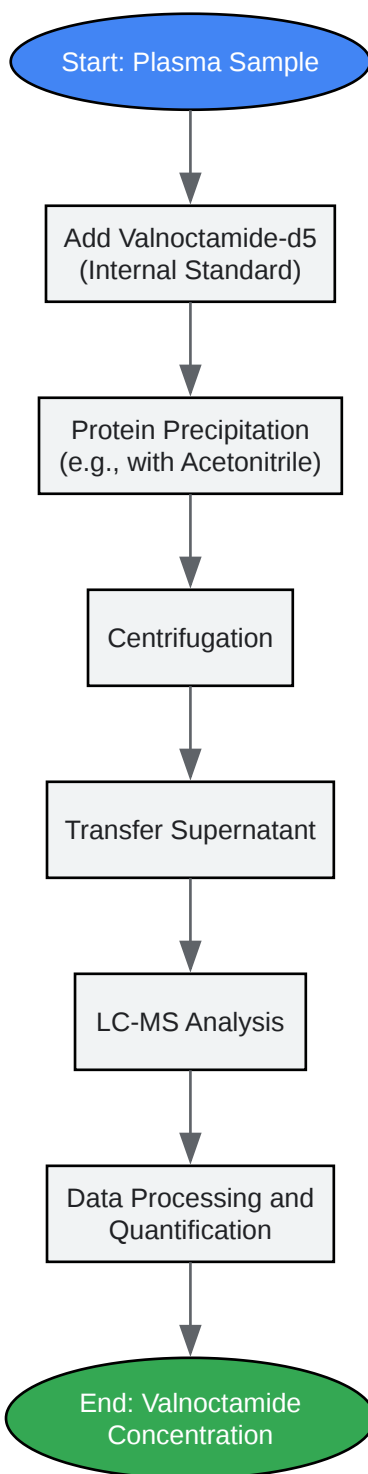 Start: Plasma Sample
Add Valnoctamide-d5
(Internal Standard)
Protein Precipitation
(e.g., with Acetonitrile)
Centrifugation
Transfer Supernatant
LC-MS Analysis
Data Processing and
Quantification
End: Valnoctamide
Concentration